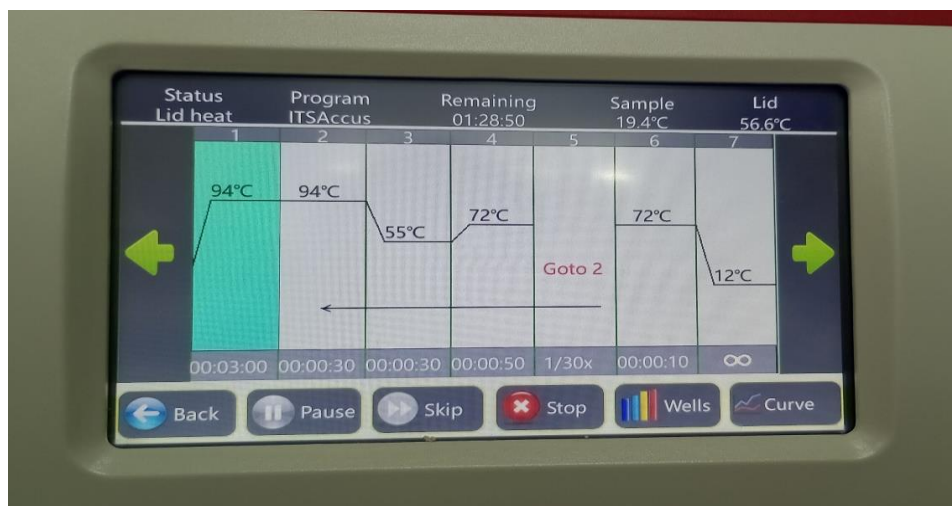 Status Program Remaining Sample Lid
Lid heat ITSAccus 01:28:50 19.4°C 56.6°C
1 2 3 4 5 6 7
94°C 94°C 55°C 72°C 72°C 12°C
Goto 2
00:03:00 00:00:30 00:00:30 00:00:50 1/30x 00:00:10 ∞
Back Pause Skip Stop Wells Curve